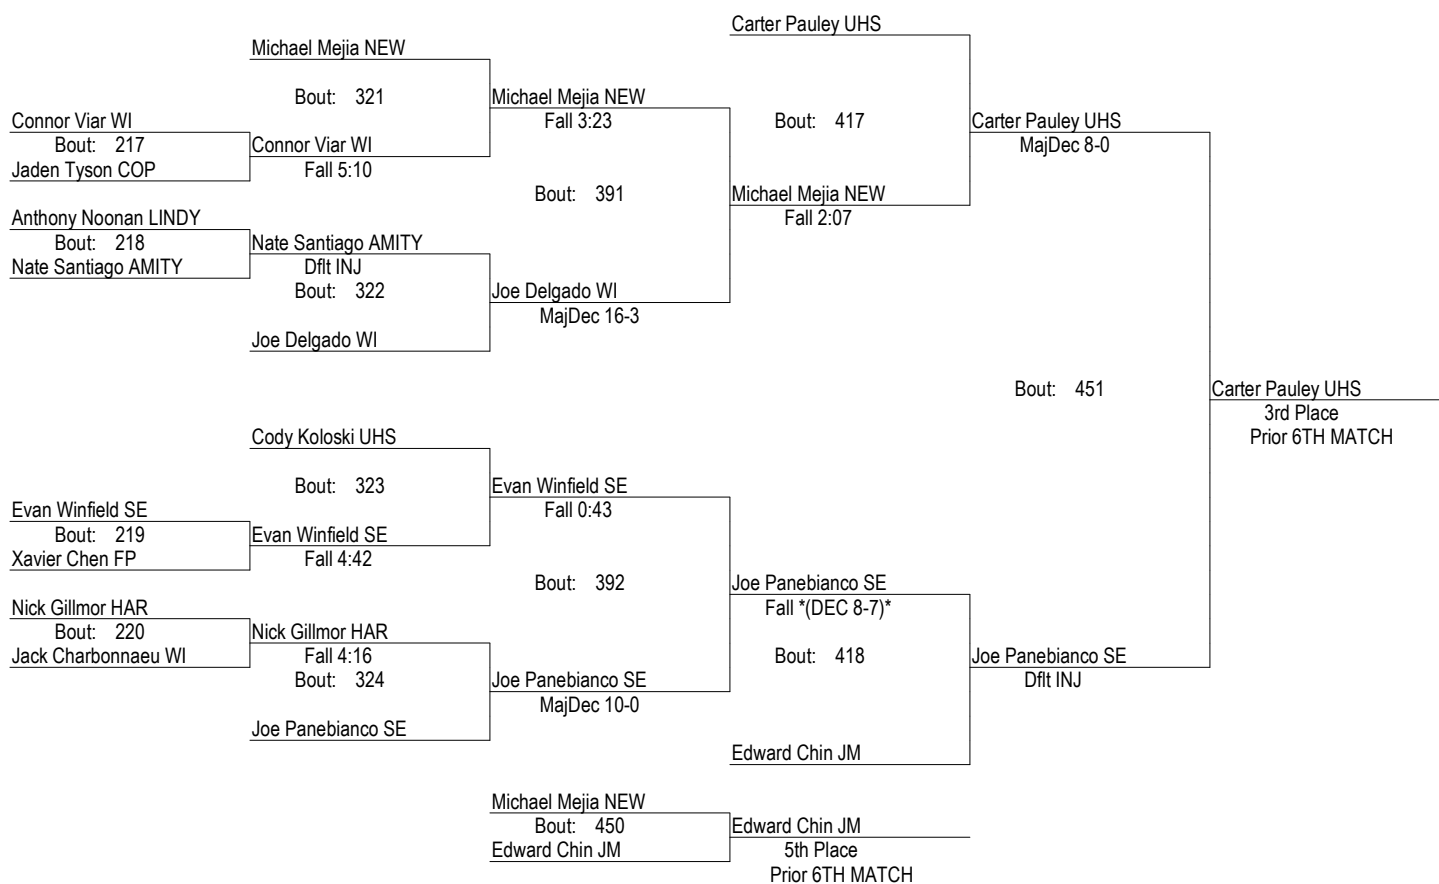 Carter Pauley UHS
Michael Mejia NEW
Bout: 321
Michael Mejia NEW
Fall 3:23
Connor Viar WI
Bout: 217
Jaden Tyson COP
Connor Viar WI
Fall 5:10
Bout: 417
Carter Pauley UHS
MajDec 8-0
Bout: 391
Michael Mejia NEW
Fall 2:07
Anthony Noonan LINDY
Bout: 218
Nate Santiago AMITY
Nate Santiago AMITY
Dflt INJ
Bout: 322
Joe Delgado WI
MajDec 16-3
Joe Delgado WI
Bout: 451
Carter Pauley UHS
3rd Place
Prior 6TH MATCH
Cody Koloski UHS
Bout: 323
Evan Winfield SE
Fall 0:43
Evan Winfield SE
Bout: 219
Xavier Chen FP
Evan Winfield SE
Fall 4:42
Bout: 392
Joe Panebianco SE
Fall *(DEC 8-7)*
Nick Gillmor HAR
Bout: 220
Jack Charbonnaeu WI
Nick Gillmor HAR
Fall 4:16
Bout: 324
Joe Panebianco SE
MajDec 10-0
Joe Panebianco SE
Bout: 418
Joe Panebianco SE
Dflt INJ
Edward Chin JM
Michael Mejia NEW
Bout: 450
Edward Chin JM
Edward Chin JM
5th Place
Prior 6TH MATCH